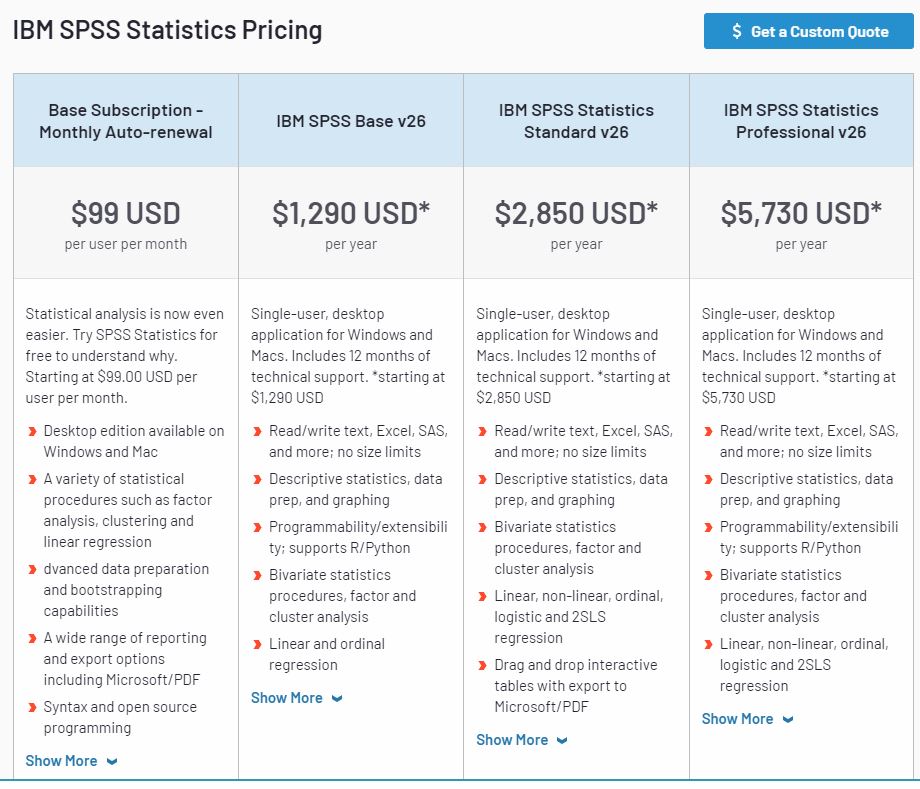 IBM SPSS Statistics Pricing
$ Get a Custom Quote
Base Subscription -
Monthly Auto-renewal
$99 USD
per user per month
Statistical analysis is now even
easier. Try SPSS Statistics for
free to understand why.
Starting at $99.00 USD per
user per month.
Desktop edition available on
Windows and Mac
A variety of statistical
procedures such as factor
analysis, clustering and
linear regression
dvanced data preparation
and bootstrapping
capabilities
A wide range of reporting
and export options
including Microsoft/PDF
Syntax and open source
programming
Show More
IBM SPSS Base v26
$1,290 USD*
per year
Single-user, desktop
application for Windows and
Macs. Includes 12 months of
technical support. *starting at
$1,290 USD
Read/write text, Excel, SAS,
and more; no size limits
Descriptive statistics, data
prep, and graphing
Programmability/extensibili
ty; supports R/Python
Bivariate statistics
procedures, factor and
cluster analysis
Linear and ordinal
regression
Show More
IBM SPSS Statistics
Standard v26
$2,850 USD*
per year
Single-user, desktop
application for Windows and
Macs. Includes 12 months of
technical support. *starting at
$2,850 USD
Read/write text, Excel, SAS,
and more; no size limits
Descriptive statistics, data
prep, and graphing
Bivariate statistics
procedures, factor and
cluster analysis
Linear, non-linear, ordinal,
logistic and 2SLS
regression
Drag and drop interactive
tables with export to
Microsoft/PDF
Show More
IBM SPSS Statistics
Professional v26
$5,730 USD*
per year
Single-user, desktop
application for Windows and
Macs. Includes 12 months of
technical support. *starting at
$5,730 USD
Read/write text, Excel, SAS,
and more; no size limits
Descriptive statistics, data
prep, and graphing
Programmability/extensibili
ty; supports R/Python
Bivariate statistics
procedures, factor and
cluster analysis
Linear, non-linear, ordinal,
logistic and 2SLS
regression
Show More